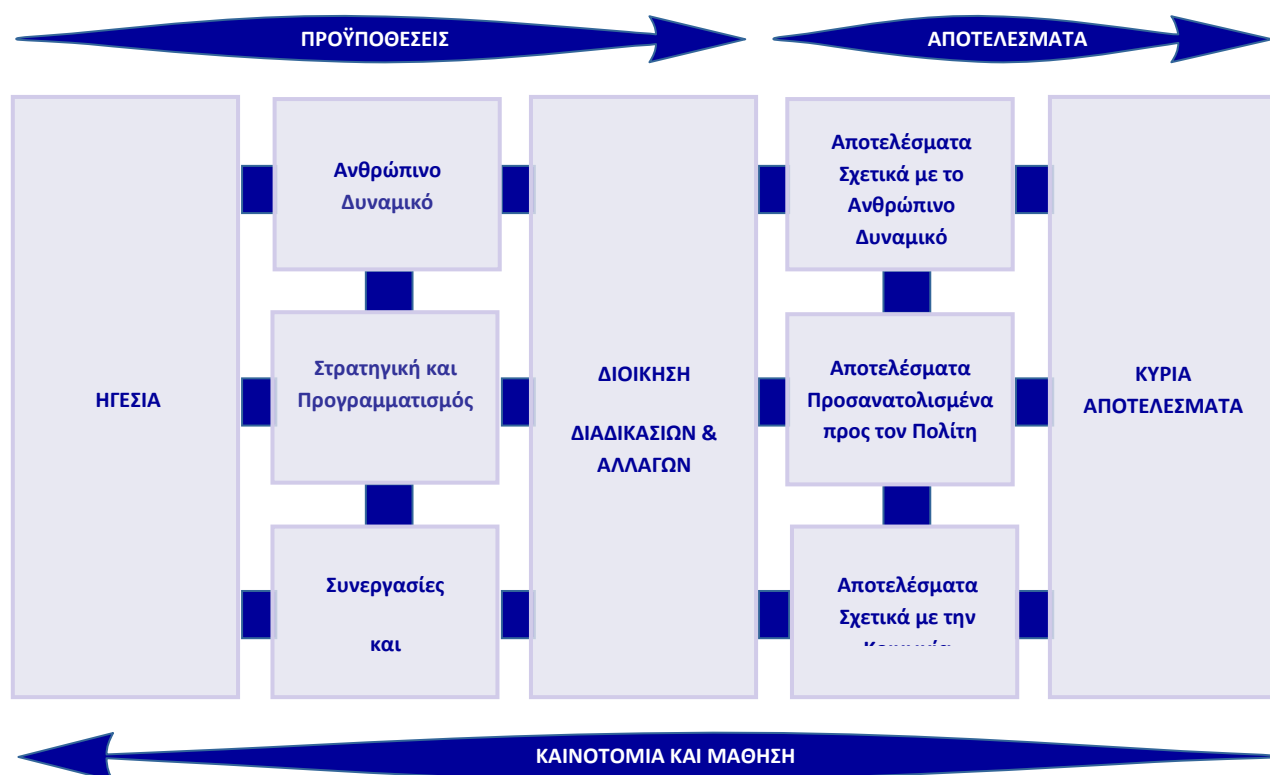 ΠΡΟΫΠΟΘΕΣΕΙΣ
ΑΠΟΤΕΛΕΣΜΑΤΑ
ΗΓΕΣΙΑ
Ανθρώπινο
Δυναμικό
Στρατηγική και
Προγραμματισμός
Συνεργασίες
και
ΔΙΟΙΚΗΣΗ
ΔΙΑΔΙΚΑΣΙΩΝ &
ΑΛΛΑΓΩΝ
Αποτελέσματα
Σχετικά με το
Ανθρώπινο
Δυναμικό
Αποτελέσματα
Προσανατολισμένα
προς τον Πολίτη
Αποτελέσματα
Σχετικά με την
ΚΥΡΙΑ
ΑΠΟΤΕΛΕΣΜΑΤΑ
ΚΑΙΝΟΤΟΜΙΑ ΚΑΙ ΜΑΘΗΣΗ